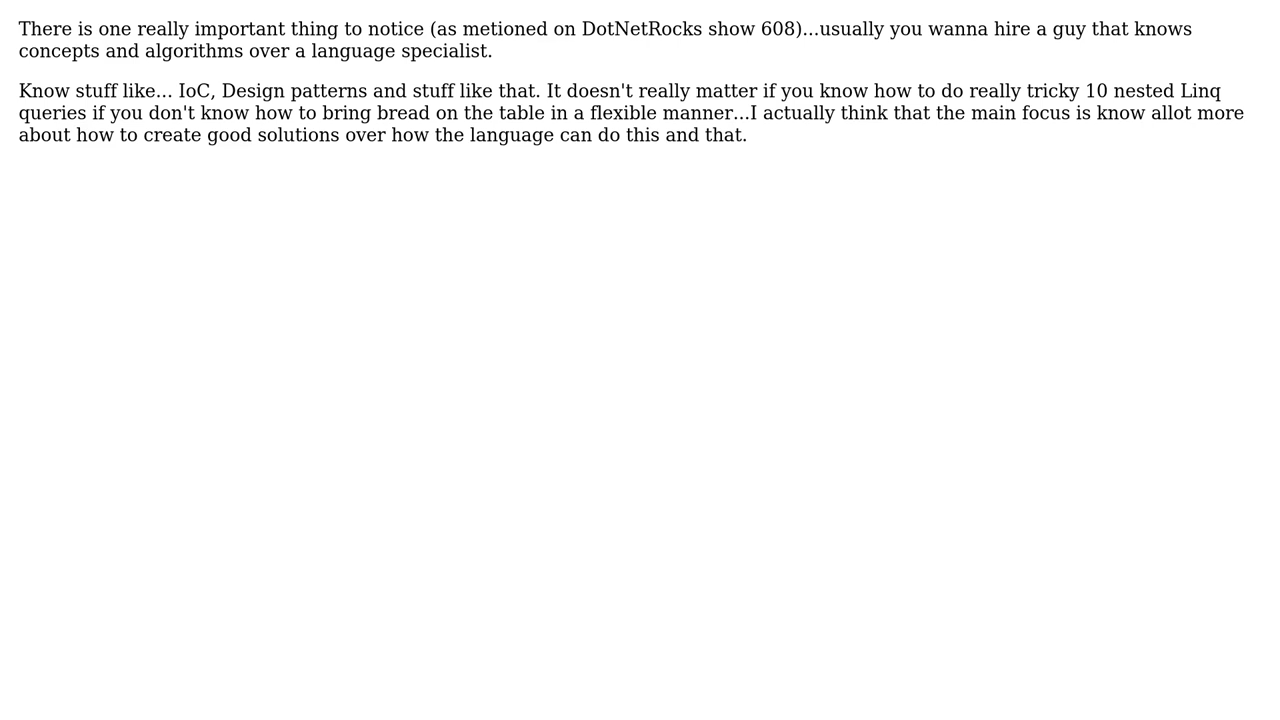 There is one really important thing to notice (as metioned on DotNetRocks show 608)...usually you wanna hire a guy that knows
concepts and algorithms over a language specialist.
Know stuff like... IoC, Design patterns and stuff like that. It doesn't really matter if you know how to do really tricky 10 nested Linq
queries if you don't know how to bring bread on the table in a flexible manner...I actually think that the main focus is know allot more
about how to create good solutions over how the language can do this and that.